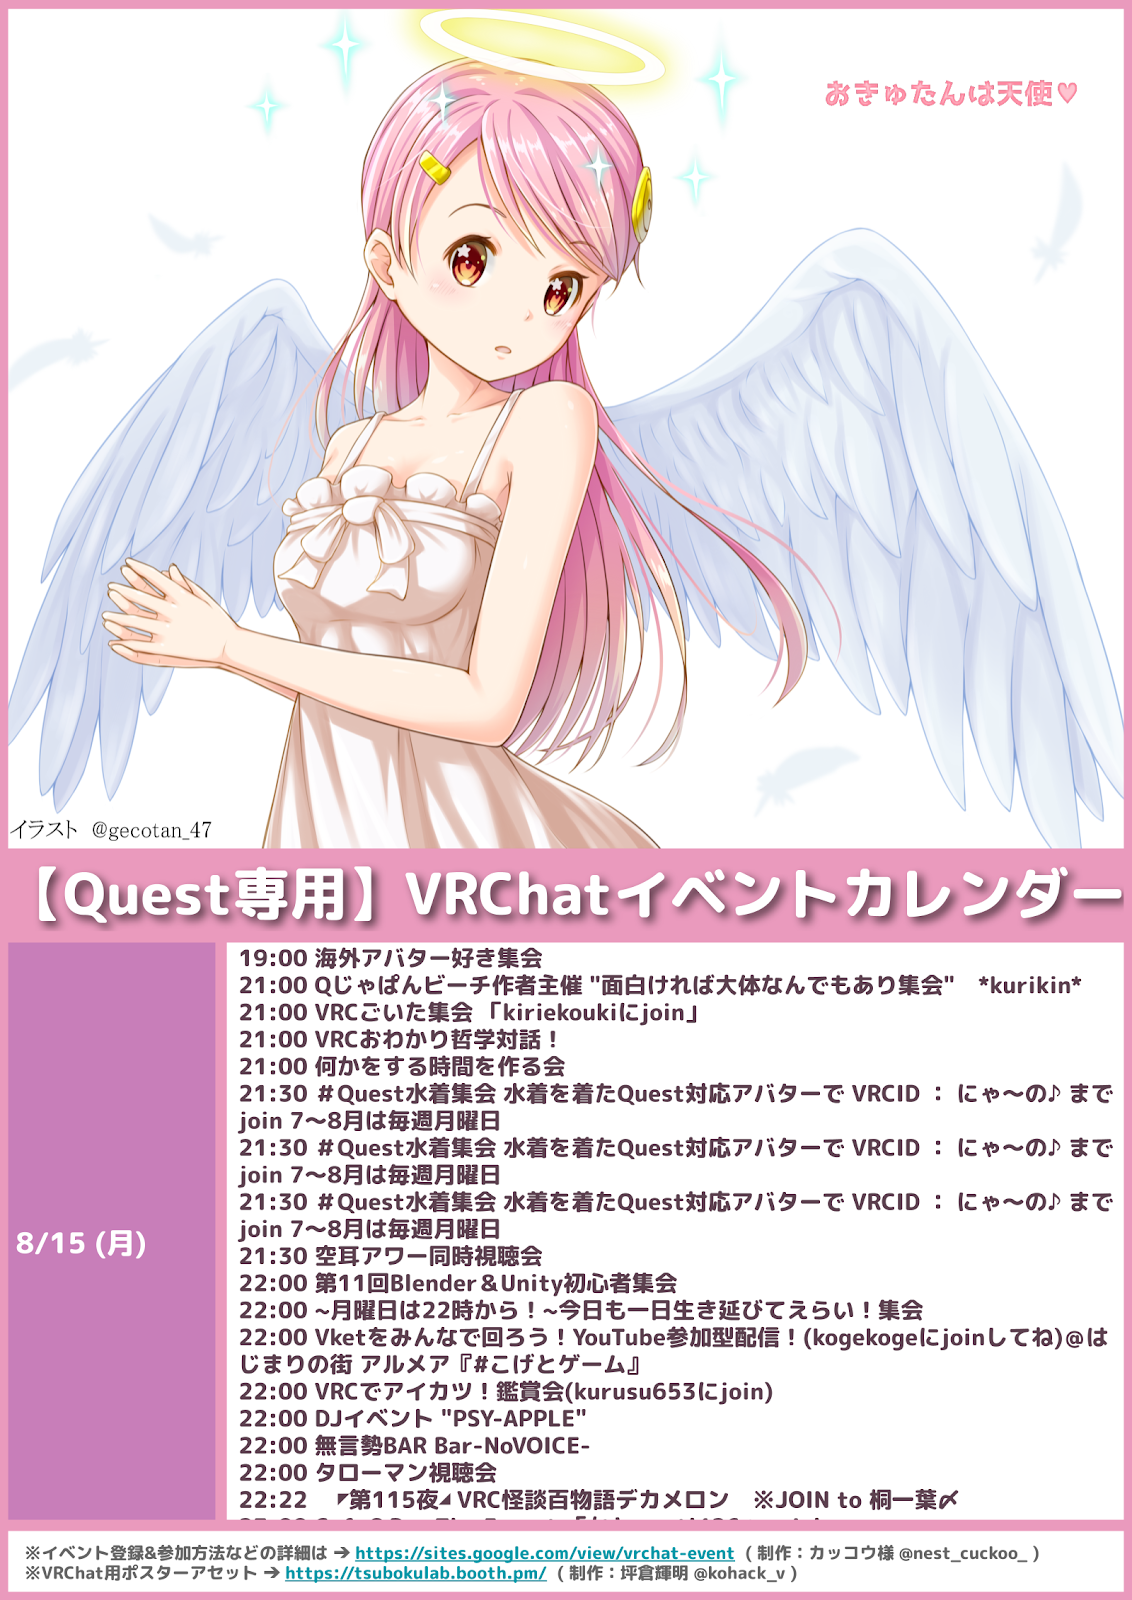 おきゅたんは天使♥
イラスト @gecotan_47
【Quest専用】VRChatイベントカレンダー
8/15 (月)
19:00 海外アバター好き集会
21:00 Qじゃぱんビーチ作者主催 "面白ければ大体なんでもあり集会" *kurikin*
21:00 VRCごいた集会 「kiriekoukiにjoin」
21:00 VRCおわかり哲学対話！
21:00 何かをする時間を作る会
21:30 ＃Quest水着集会 水着を着たQuest対応アバターで VRCID ： にゃ～の♪ まで
join 7～8月は毎週月曜日
21:30 ＃Quest水着集会 水着を着たQuest対応アバターで VRCID ： にゃ～の♪ まで
join 7～8月は毎週月曜日
21:30 ＃Quest水着集会 水着を着たQuest対応アバターで VRCID ： にゃ～の♪ まで
join 7～8月は毎週月曜日
21:30 空耳アワー同時視聴会
22:00 第11回Blender＆Unity初心者集会
22:00 ~月曜日は22時から！~今日も一日生き延びてえらい！集会
22:00 Vketをみんなで回ろう！YouTube参加型配信！(kogekogeにjoinしてね)@は
じまりの街 アルメア『#こげとゲーム』
22:00 VRCでアイカツ！鑑賞会(kurusu653にjoin)
22:00 DJイベント "PSY-APPLE"
22:00 無言勢BAR Bar-NoVOICE-
22:00 タローマン視聴会
22:22 ◤第115夜◢ VRC怪談百物語デカメロン ※JOIN to 桐一葉〆
※イベント登録&参加方法などの詳細は ➔ https://sites.google.com/view/vrchat-event ( 制作：カッコウ様 @nest_cuckoo_ )
※VRChat用ポスターアセット ➔ https://tsubokulab.booth.pm/ ( 制作：坪倉輝明 @kohack_v )